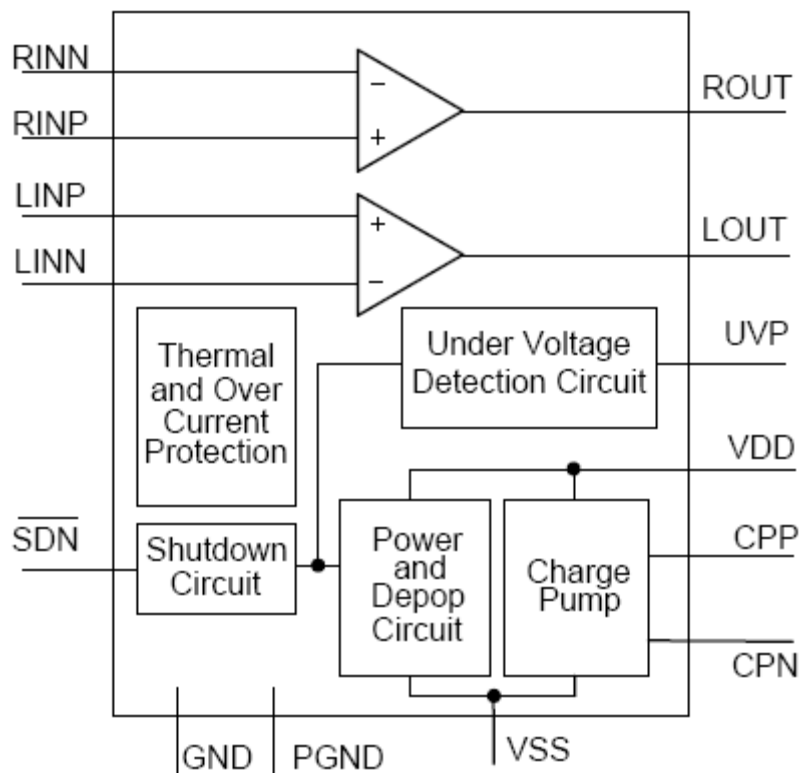 RINN
ROUT
RINP
LINP
LOUT
LINN
UVP
Thermal
and Over
Current
Protection
Under Voltage
Detection Circuit
VDD
SDN
Shutdown
Circuit
Power
and
Depop
Circuit
Charge
Pump
CPP
CPN
GND
PGND
VSS